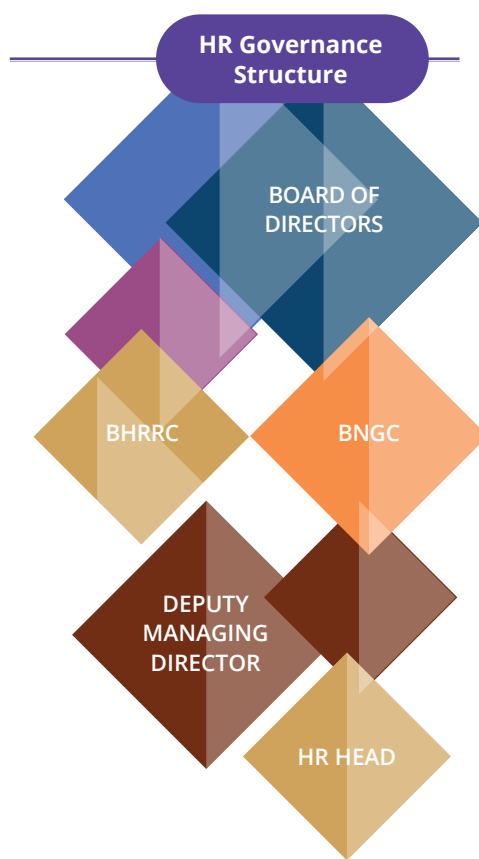 HR Governance
Structure
BOARD OF
DIRECTORS
BHRRC
BNGC
DEPUTY
MANAGING
DIRECTOR
HR HEAD